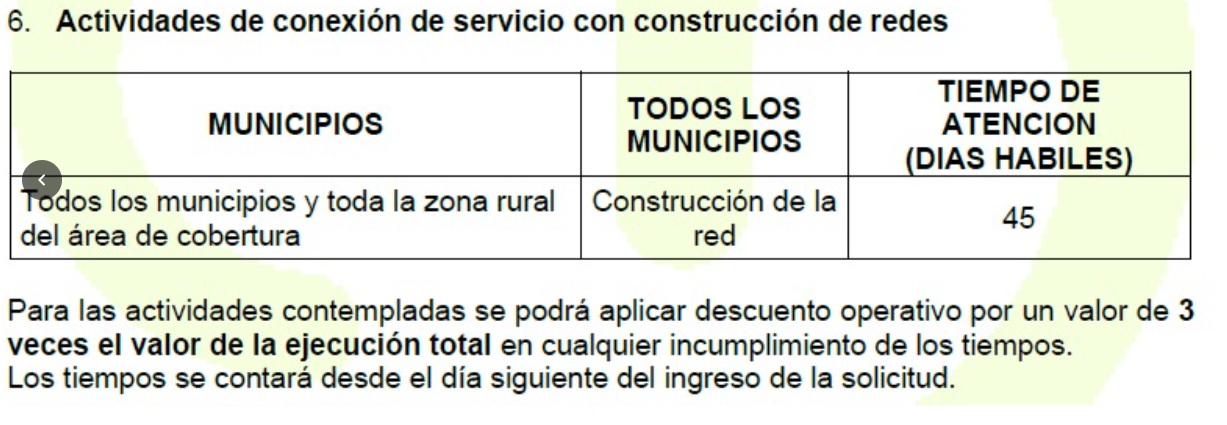 6. Actividades de conexión de servicio con construcción de redes
MUNICIPIOS
TODOS LOS
MUNICIPIOS
TIEMPO DE
ATENCION
(DIAS HABILES)
Todos los municipios y toda la zona rural
del área de cobertura
Construcción de la
red
45
Para las actividades contempladas se podrá aplicar descuento operativo por un valor de 3
veces el valor de la ejecución total en cualquier incumplimiento de los tiempos.
Los tiempos se contará desde el día siguiente del ingreso de la solicitud.